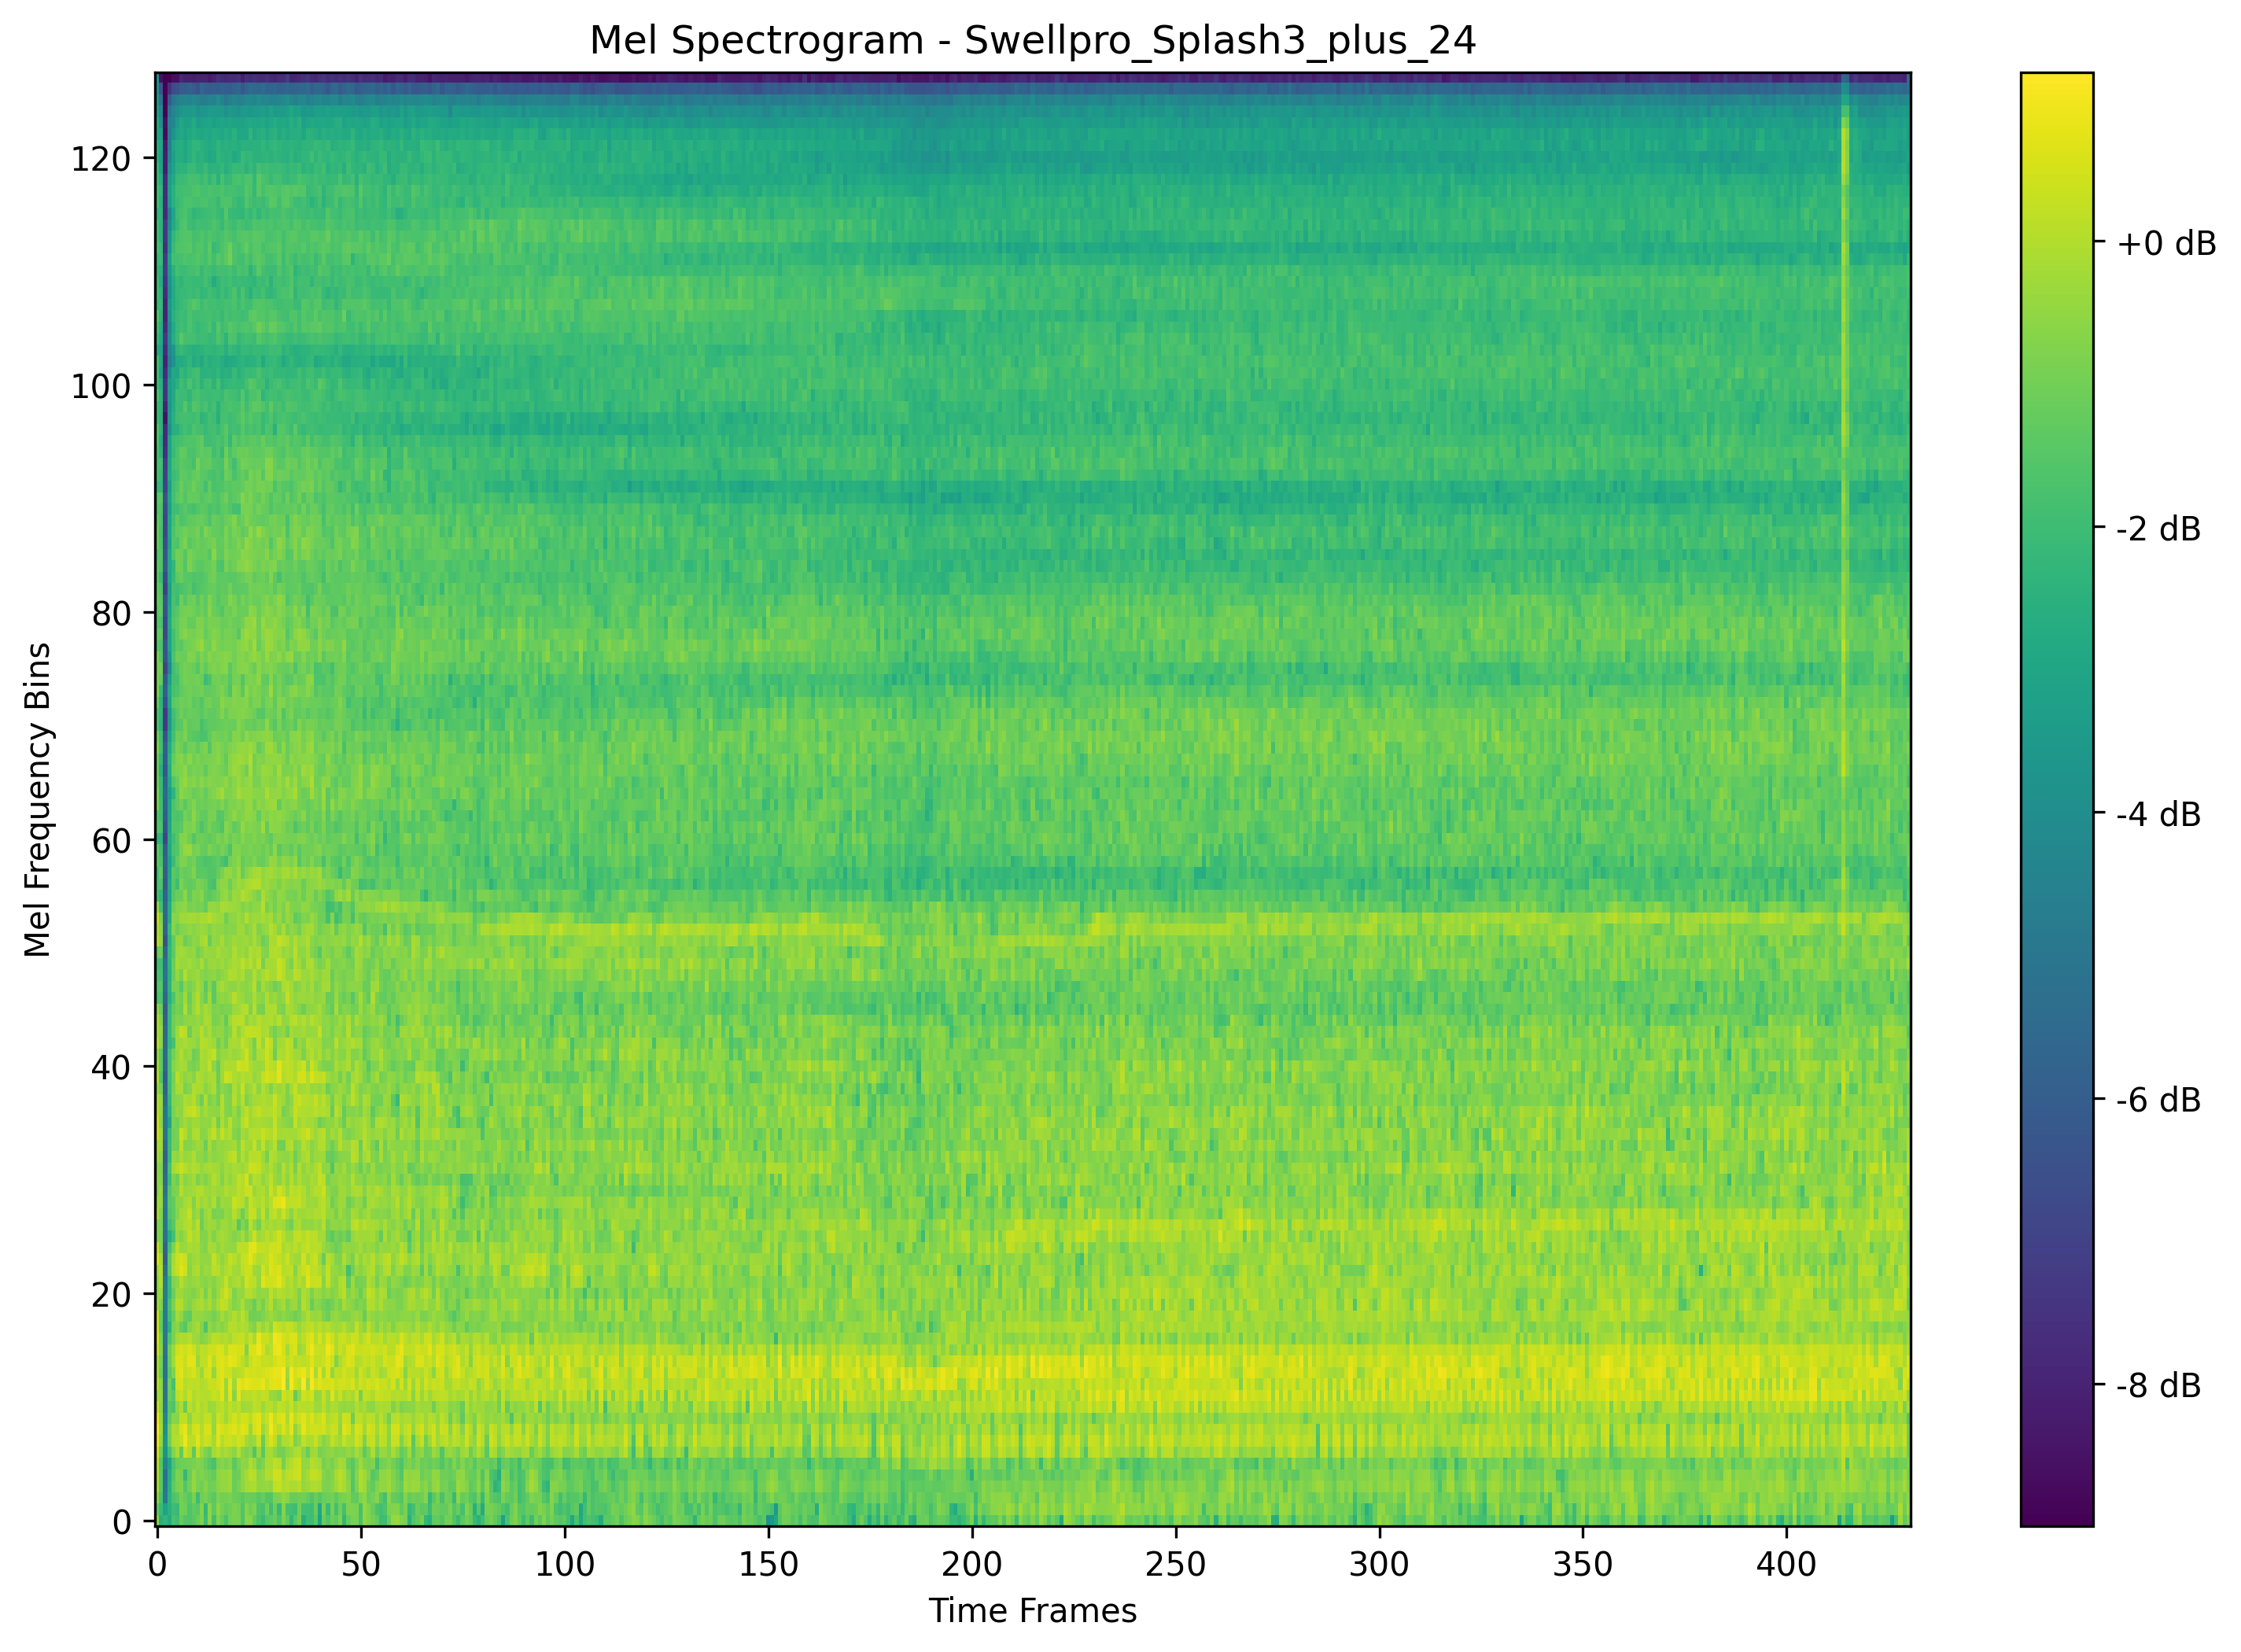 Mel Spectrogram - Swellpro_Splash3_plus_24
Mel Frequency Bins
120
100
80
60
40
20
0
0 50 100 150 200 250 300 350 400
Time Frames
+0 dB
-2 dB
-4 dB
-6 dB
-8 dB